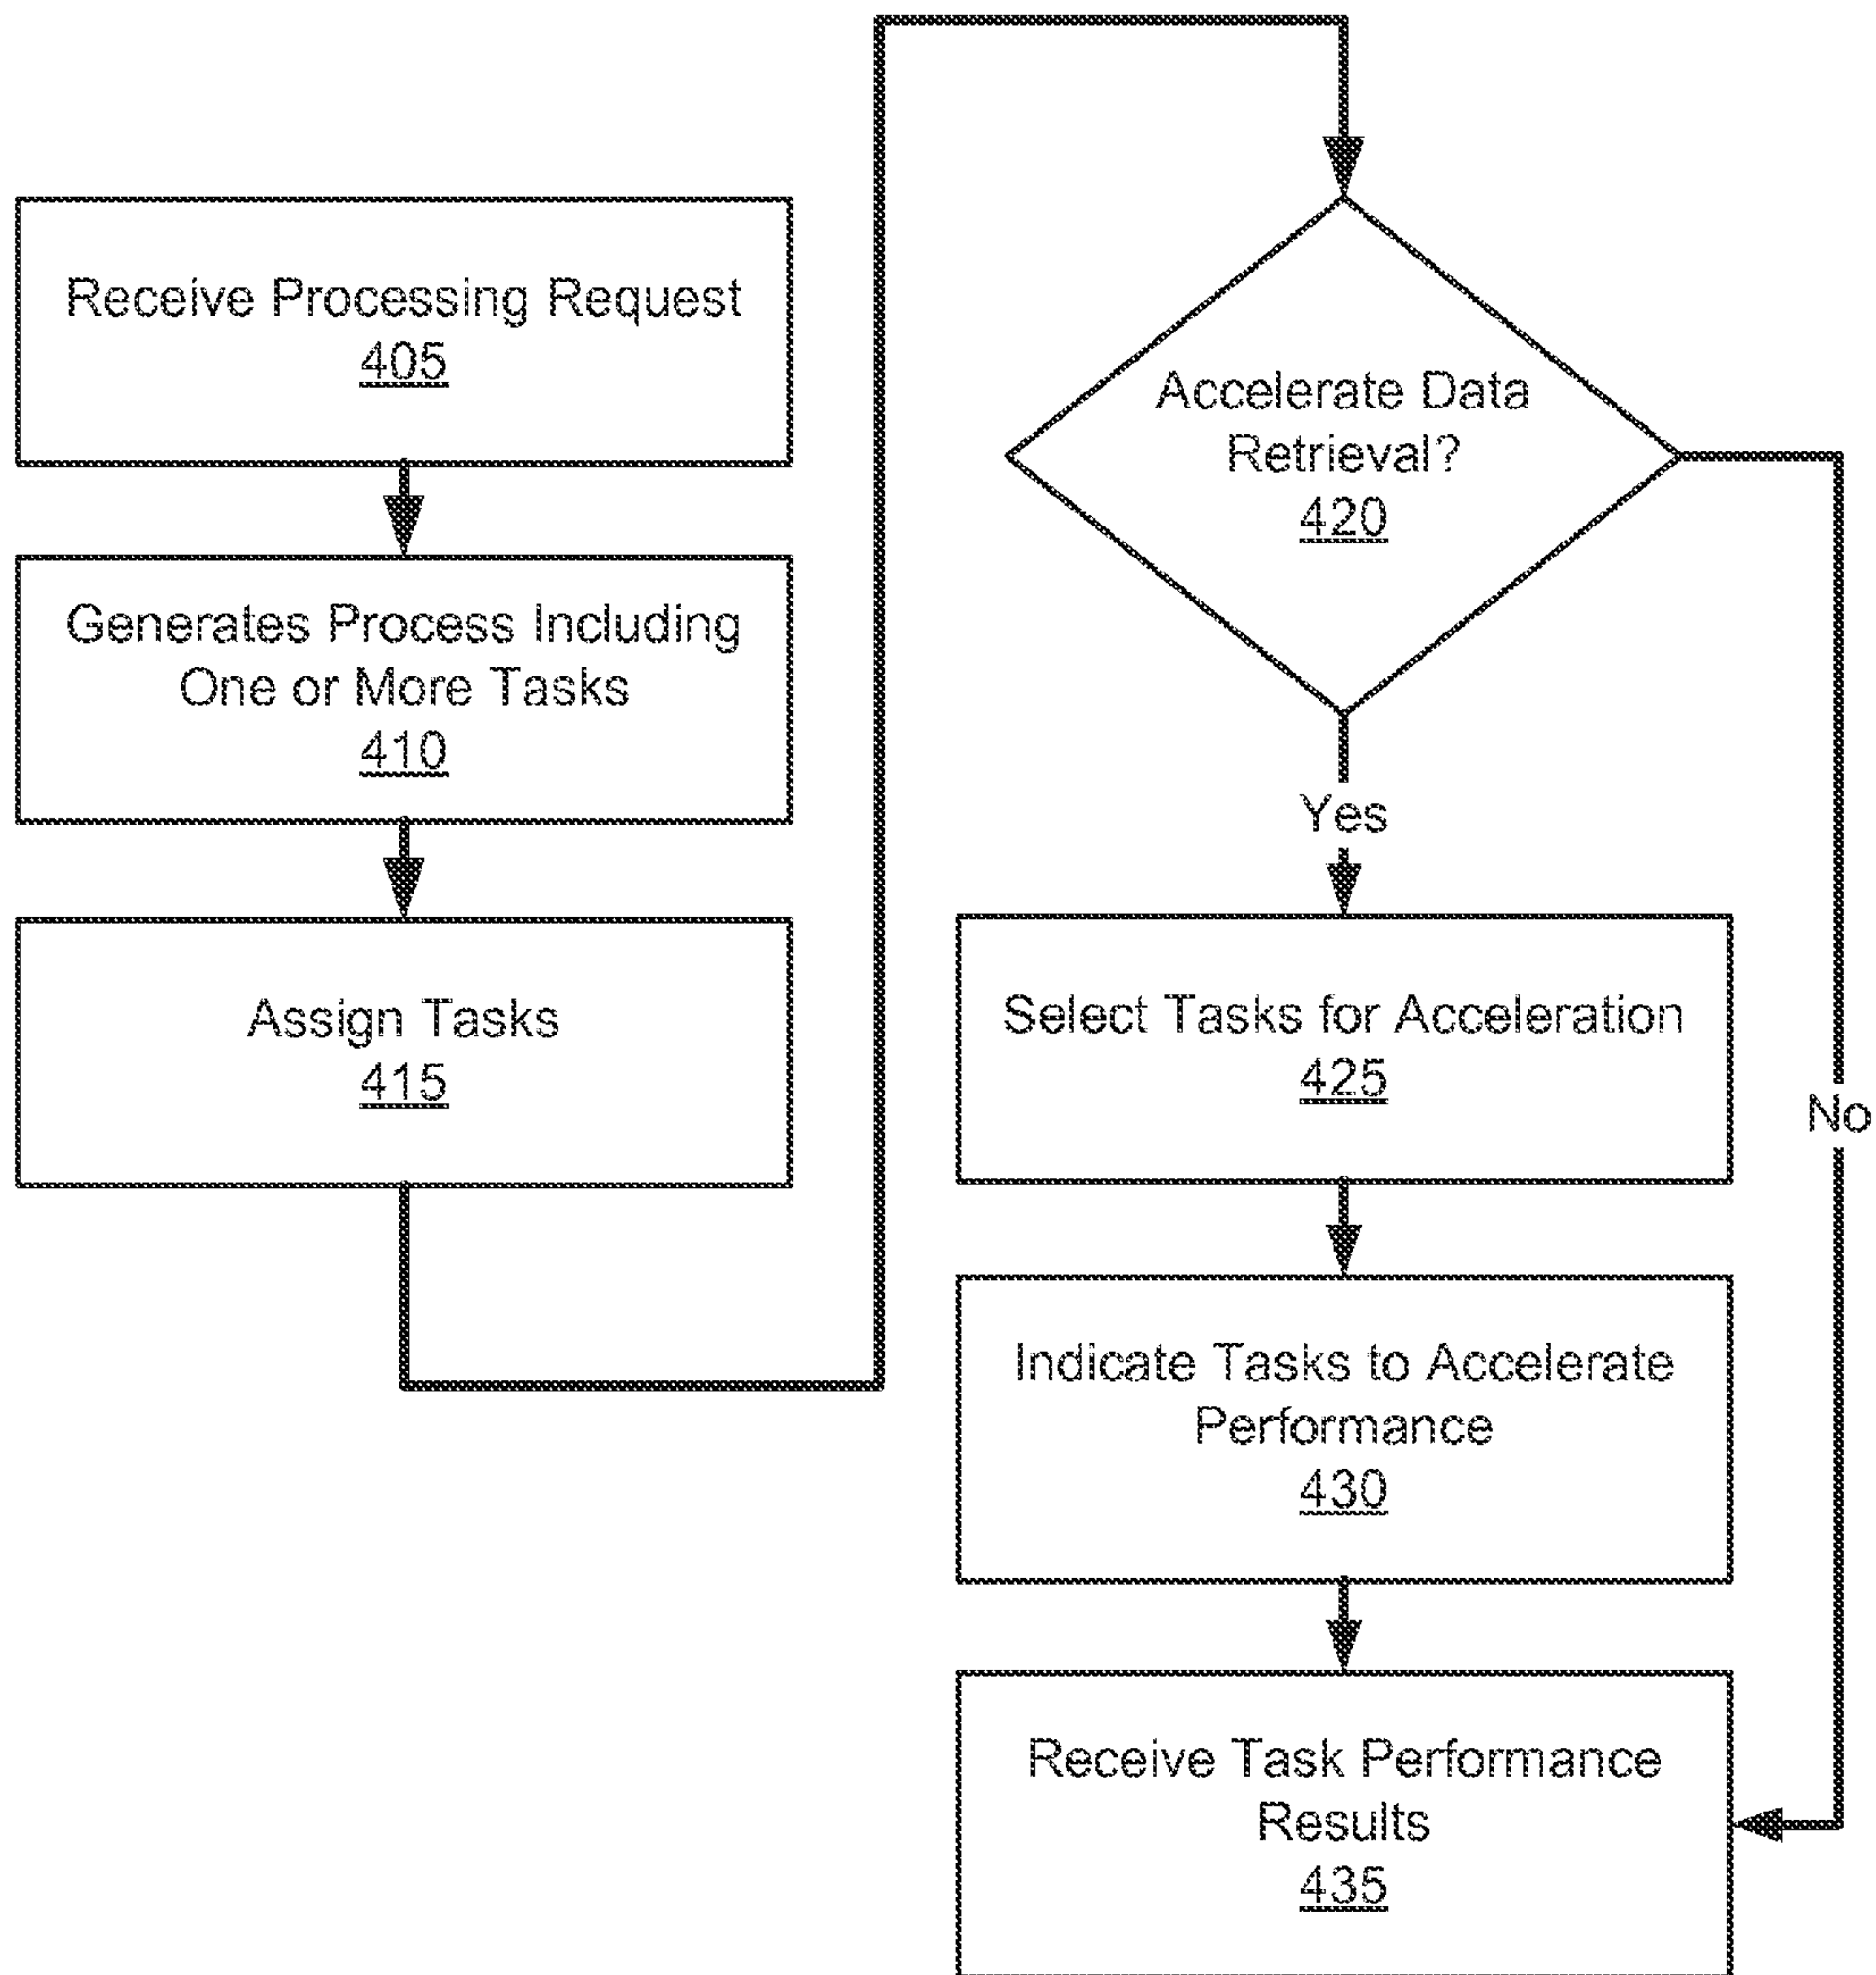 Receive Processing Request
405
Generates Process Including
One or More Tasks
410
Assign Tasks
415
Accelerate Data
Retrieval?
420
Yes
No
Select Tasks for Acceleration
425
Indicate Tasks to Accelerate
Performance
430
Receive Task Performance
Results
435